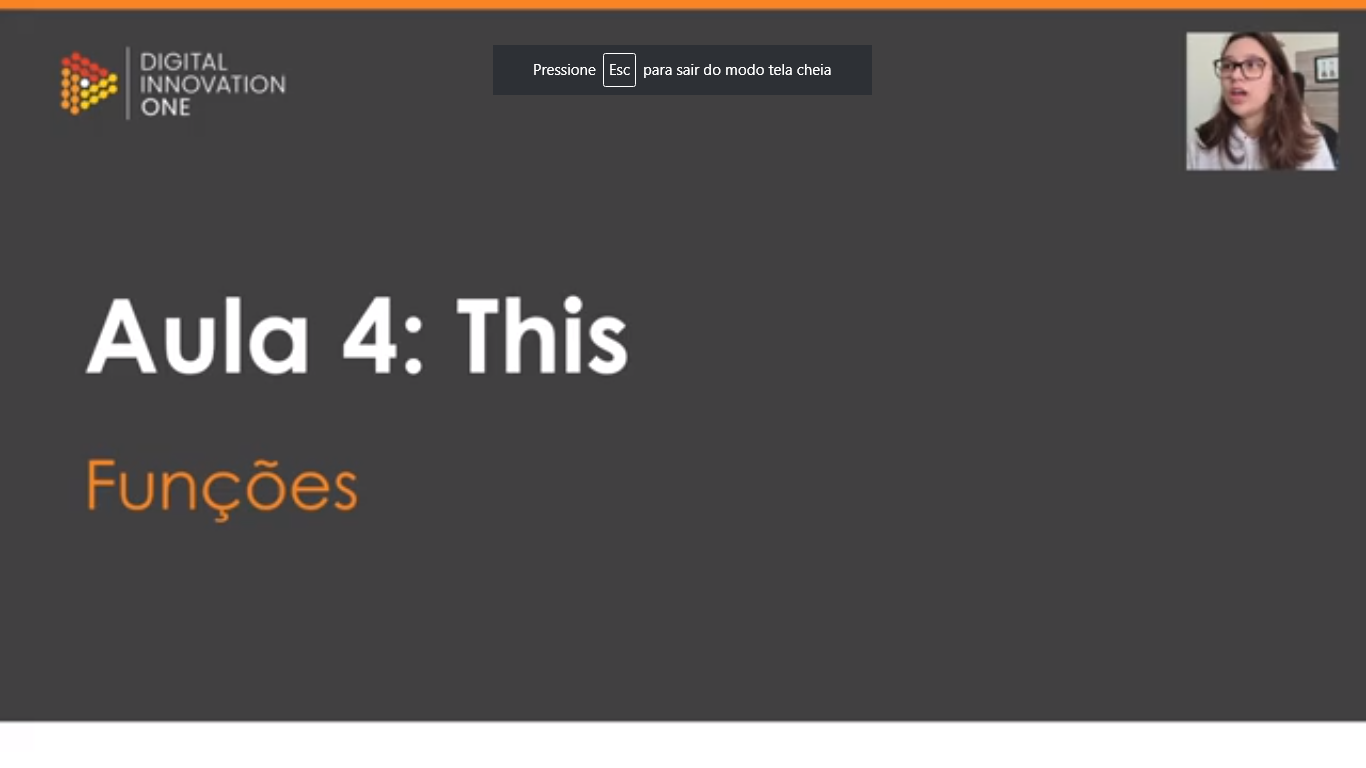 DIGITAL
INNOVATION
ONE
Pressione Esc para sair do modo tela cheia
Aula 4: This
Funções